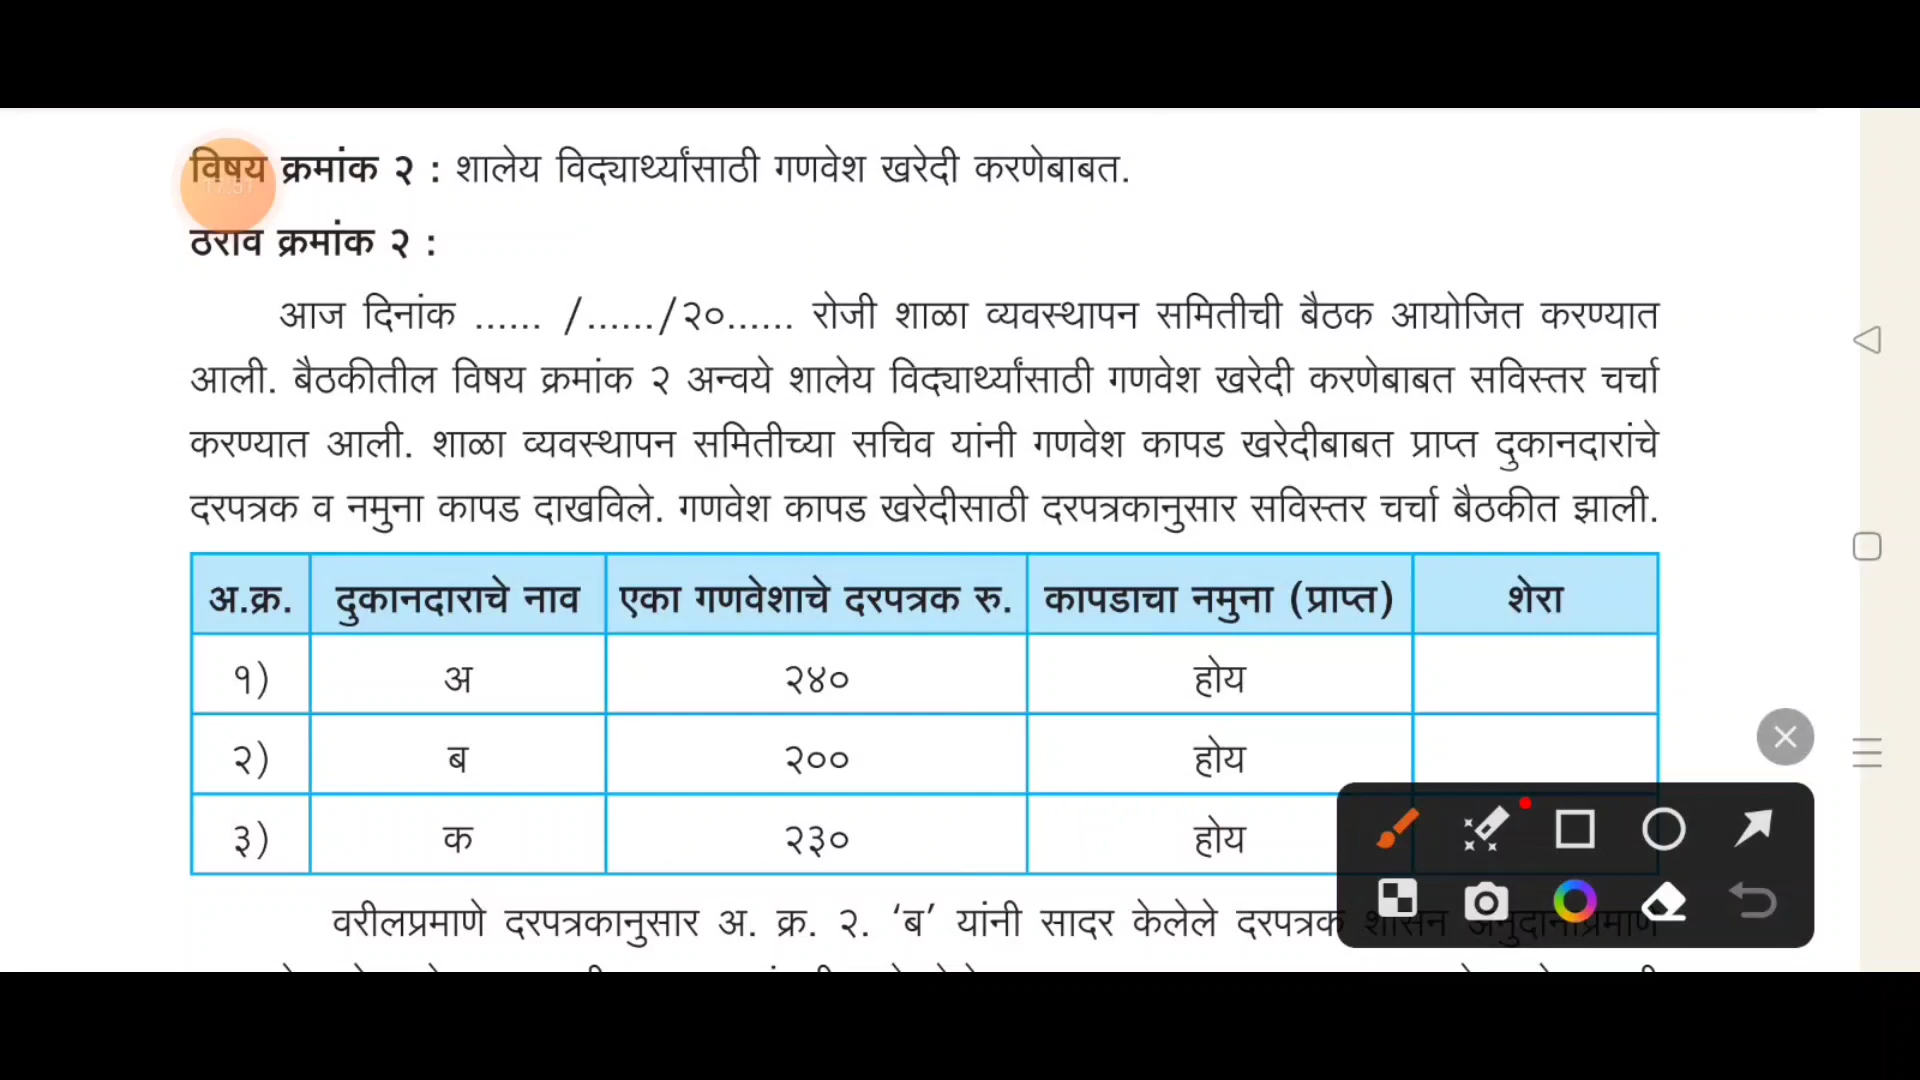 विषय क्रमांक २ : शालेय विद्यार्थ्यांसाठी गणवेश खरेदी करणेबाबत.
ठराव क्रमांक २ :
आज दिनांक ...... /....../२०...... रोजी शाळा व्यवस्थापन समितीची बैठक आयोजित करण्यात
आली. बैठकीतील विषय क्रमांक २ अन्वये शालेय विद्यार्थ्यांसाठी गणवेश खरेदी करणेबाबत सविस्तर चर्चा
करण्यात आली. शाळा व्यवस्थापन समितीच्या सचिव यांनी गणवेश कापड खरेदीबाबत प्राप्त दुकानदारांचे
दरपत्रक व नमुना कापड दाखविले. गणवेश कापड खरेदीसाठी दरपत्रकानुसार सविस्तर चर्चा बैठकीत झाली.
अ.क्र. दुकानदाराचे नाव एका गणवेशाचे दरपत्रक रु. कापडाचा नमुना (प्राप्त) शेरा
१) अ २४० होय
२) ब २०० होय
३) क २३० होय
वरीलप्रमाणे दरपत्रकानुसार अ. क्र. २. ‘ब’ यांनी सादर केलेले दरपत्रक शासन अनुदानाप्रमाणे